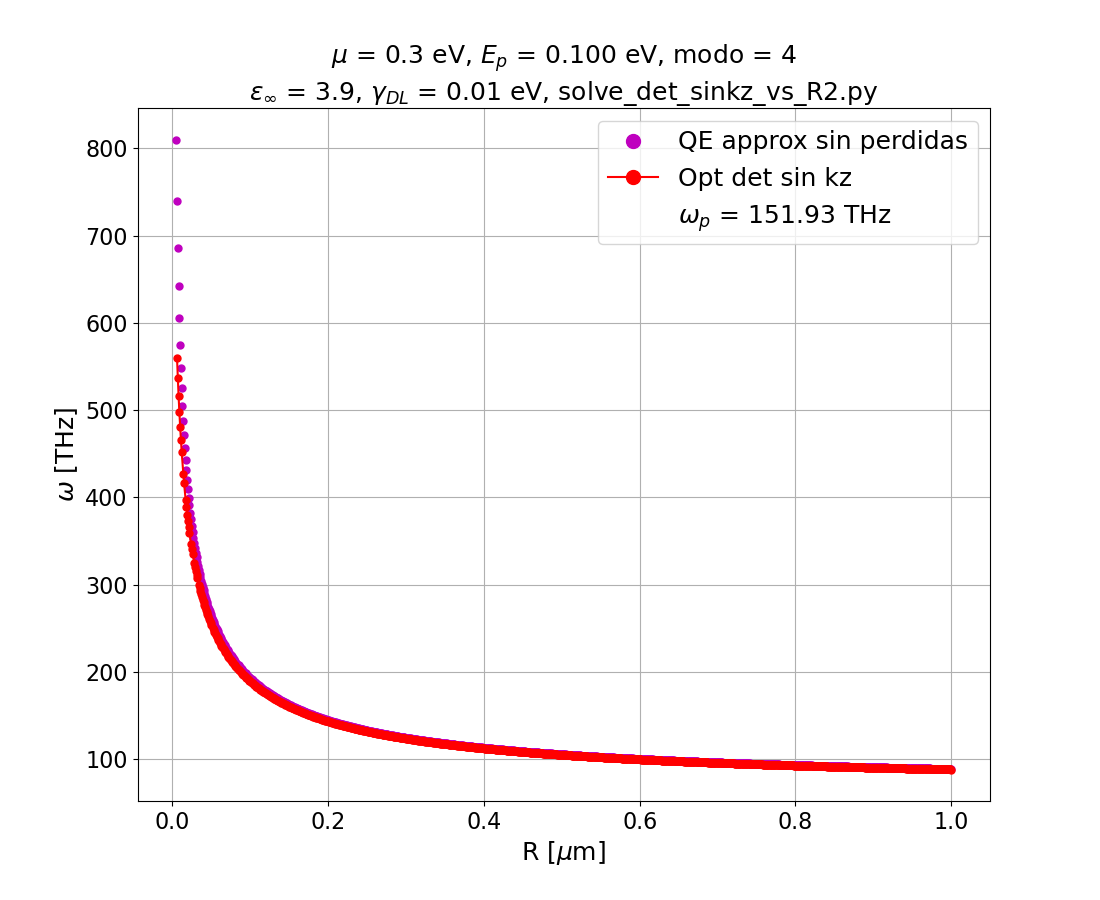 μ = 0.3 eV, E_p = 0.100 eV, modo = 4
ε_∞ = 3.9, γ_DL = 0.01 eV, solve_det_sinkz_vs_R2.py
QE approx sin perdidas
Opt det sin kz
ω_p = 151.93 THz
ω [THz]
800
700
600
500
400
300
200
100
0.0 0.2 0.4 0.6 0.8 1.0
R [μm]